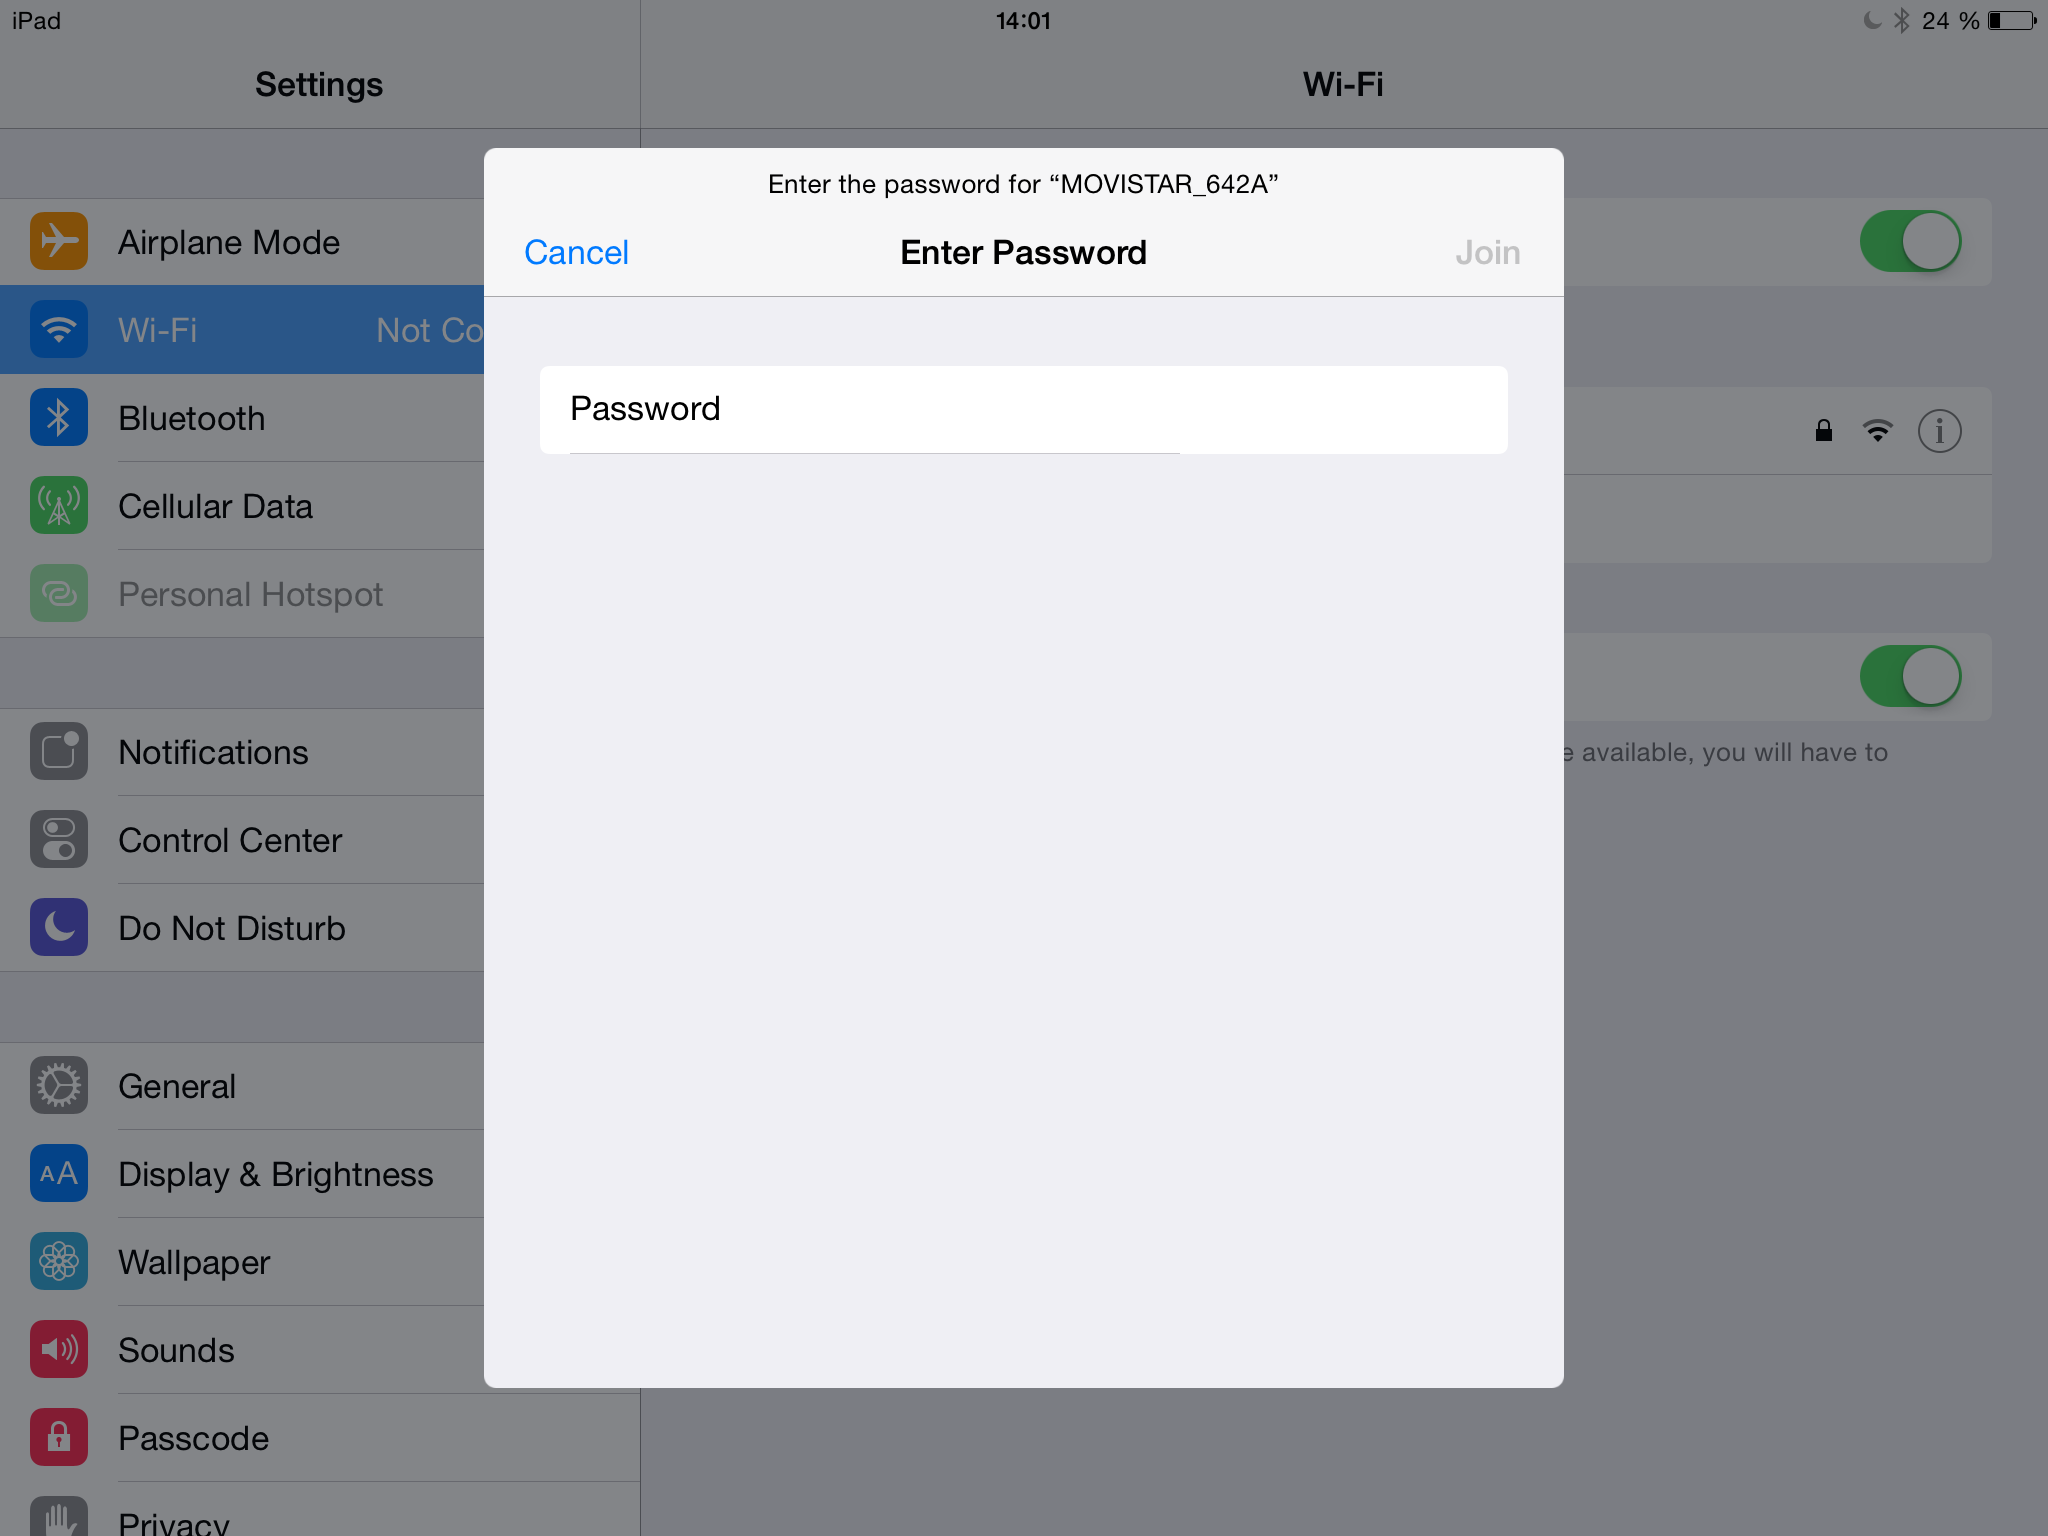 iPad
14:01
24 %
Settings
Wi-Fi
Enter the password for “MOVISTAR_642A”
Cancel
Enter Password
Join
Password
Airplane Mode
Wi-Fi
Not Co
Bluetooth
Cellular Data
Personal Hotspot
Notifications
Control Center
Do Not Disturb
General
AA
Display & Brightness
Wallpaper
Sounds
Passcode
Privacy
e available, you will have to